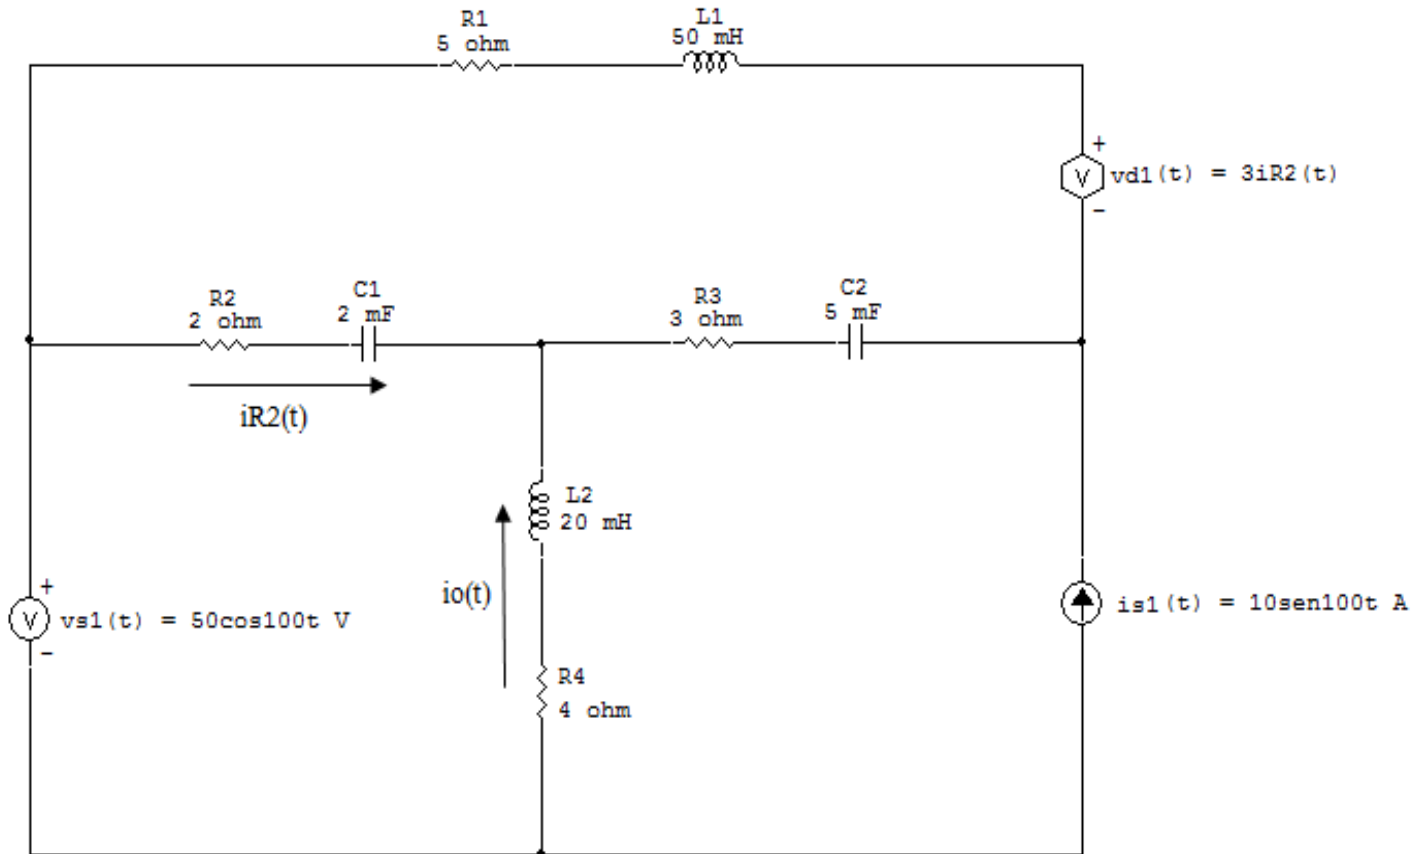 R1
5 ohm
L1
50 mH
+
V
vd1(t) = 3iR2(t)
-
R2
2 ohm
C1
2 mF
R3
3 ohm
C2
5 mF
iR2(t)
L2
20 mH
io(t)
+
V
vs1(t) = 50cos100t V
-
is1(t) = 10sen100t A
R4
4 ohm